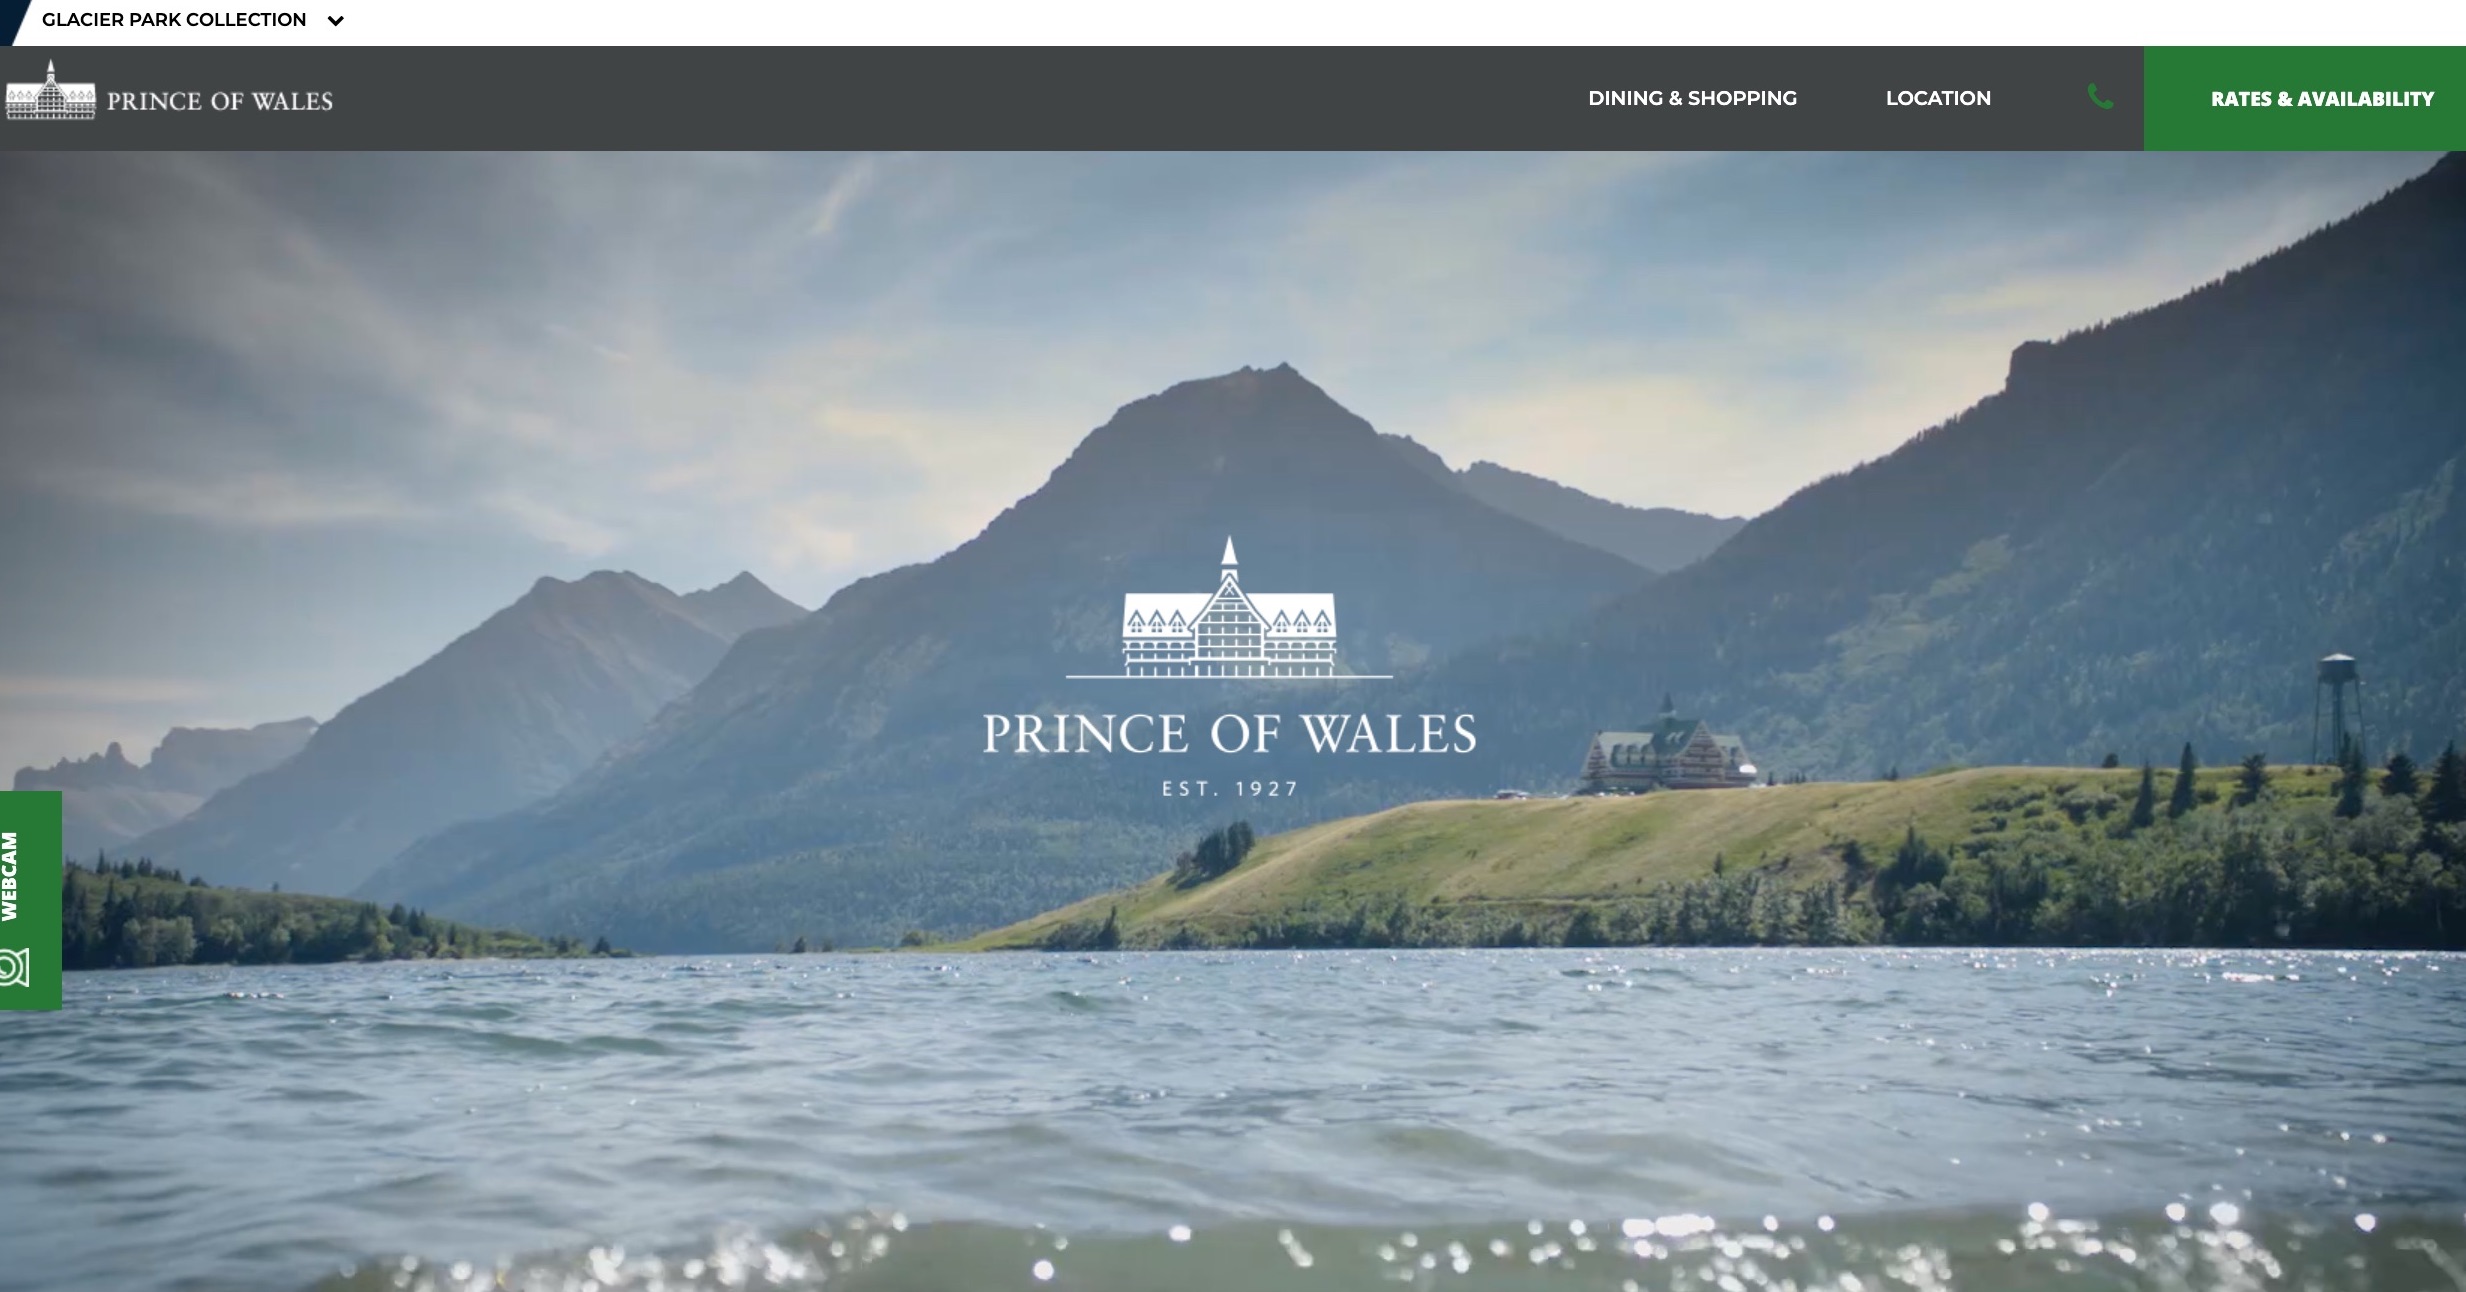 GLACIER PARK COLLECTION
PRINCE OF WALES
DINING & SHOPPING
LOCATION
RATES & AVAILABILITY
PRINCE OF WALES
EST. 1927
WEBCAM